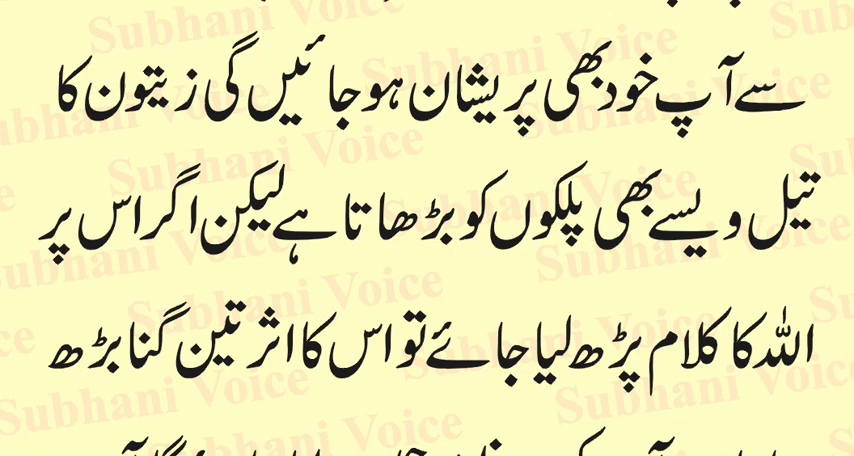 سے آپ خود بھی پریشان ہو جائیں گی زیتون کا
تیل ویسے بھی پلکوں کو بڑھاتا ہے لیکن اگر اس پر
اللہ کا کلام پڑھ لیا جائے تو اس کا اثر تین گنا بڑھ
Subhani Voice